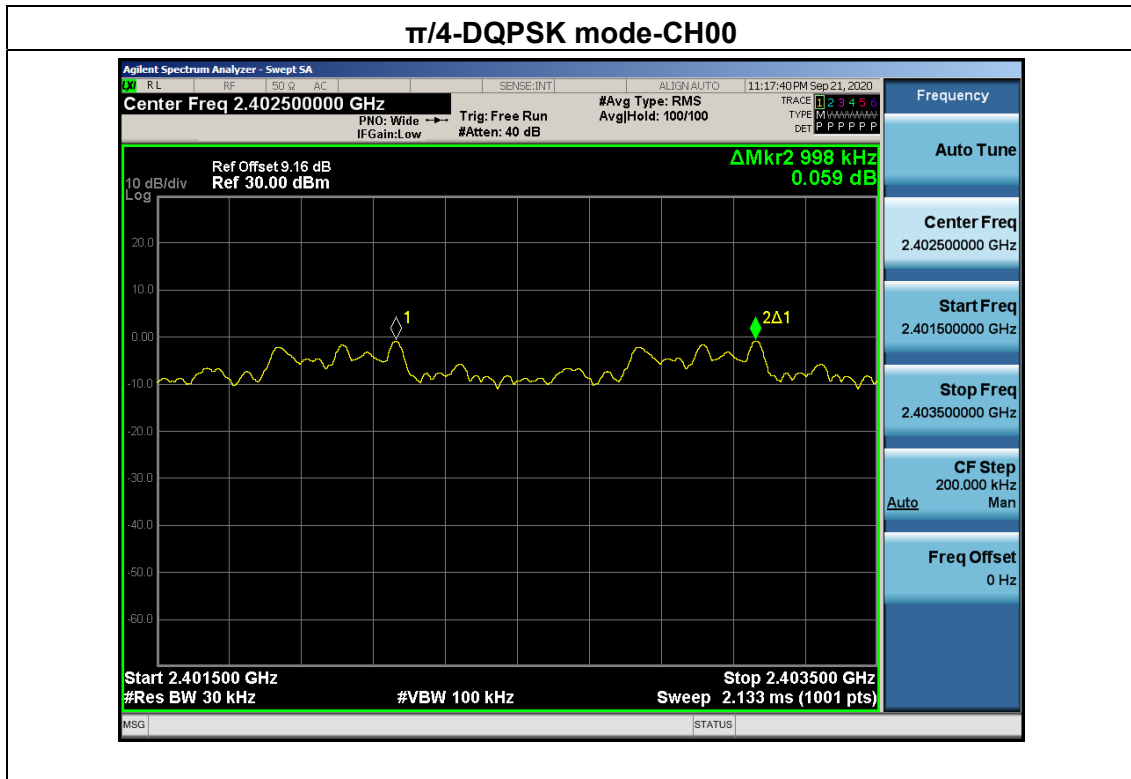 π/4-DQPSK mode-CH00
Agilent Spectrum Analyzer - Swept SA
LXI RL RF 50 Ω AC SENSE:INT ALIGN AUTO 11:17:40 PM Sep 21, 2020
Center Freq 2.402500000 GHz
PNO: Wide
IFGain:Low
Trig: Free Run
#Atten: 40 dB
#Avg Type: RMS
Avg|Hold: 100/100
TRACE 1 2 3 4 5 6
TYPE M
DET P P P P P P
ΔMkr2 998 kHz
0.059 dB
Ref Offset 9.16 dB
10 dB/div Ref 30.00 dBm
Log
20.0
10.0
0.00
-10.0
-20.0
-30.0
-40.0
-50.0
-60.0
1
2Δ1
Start 2.401500 GHz Stop 2.403500 GHz
#Res BW 30 kHz #VBW 100 kHz Sweep 2.133 ms (1001 pts)
MSG STATUS
Frequency
Auto Tune
Center Freq
2.402500000 GHz
Start Freq
2.401500000 GHz
Stop Freq
2.403500000 GHz
CF Step
200.000 kHz
Auto Man
Freq Offset
0 Hz